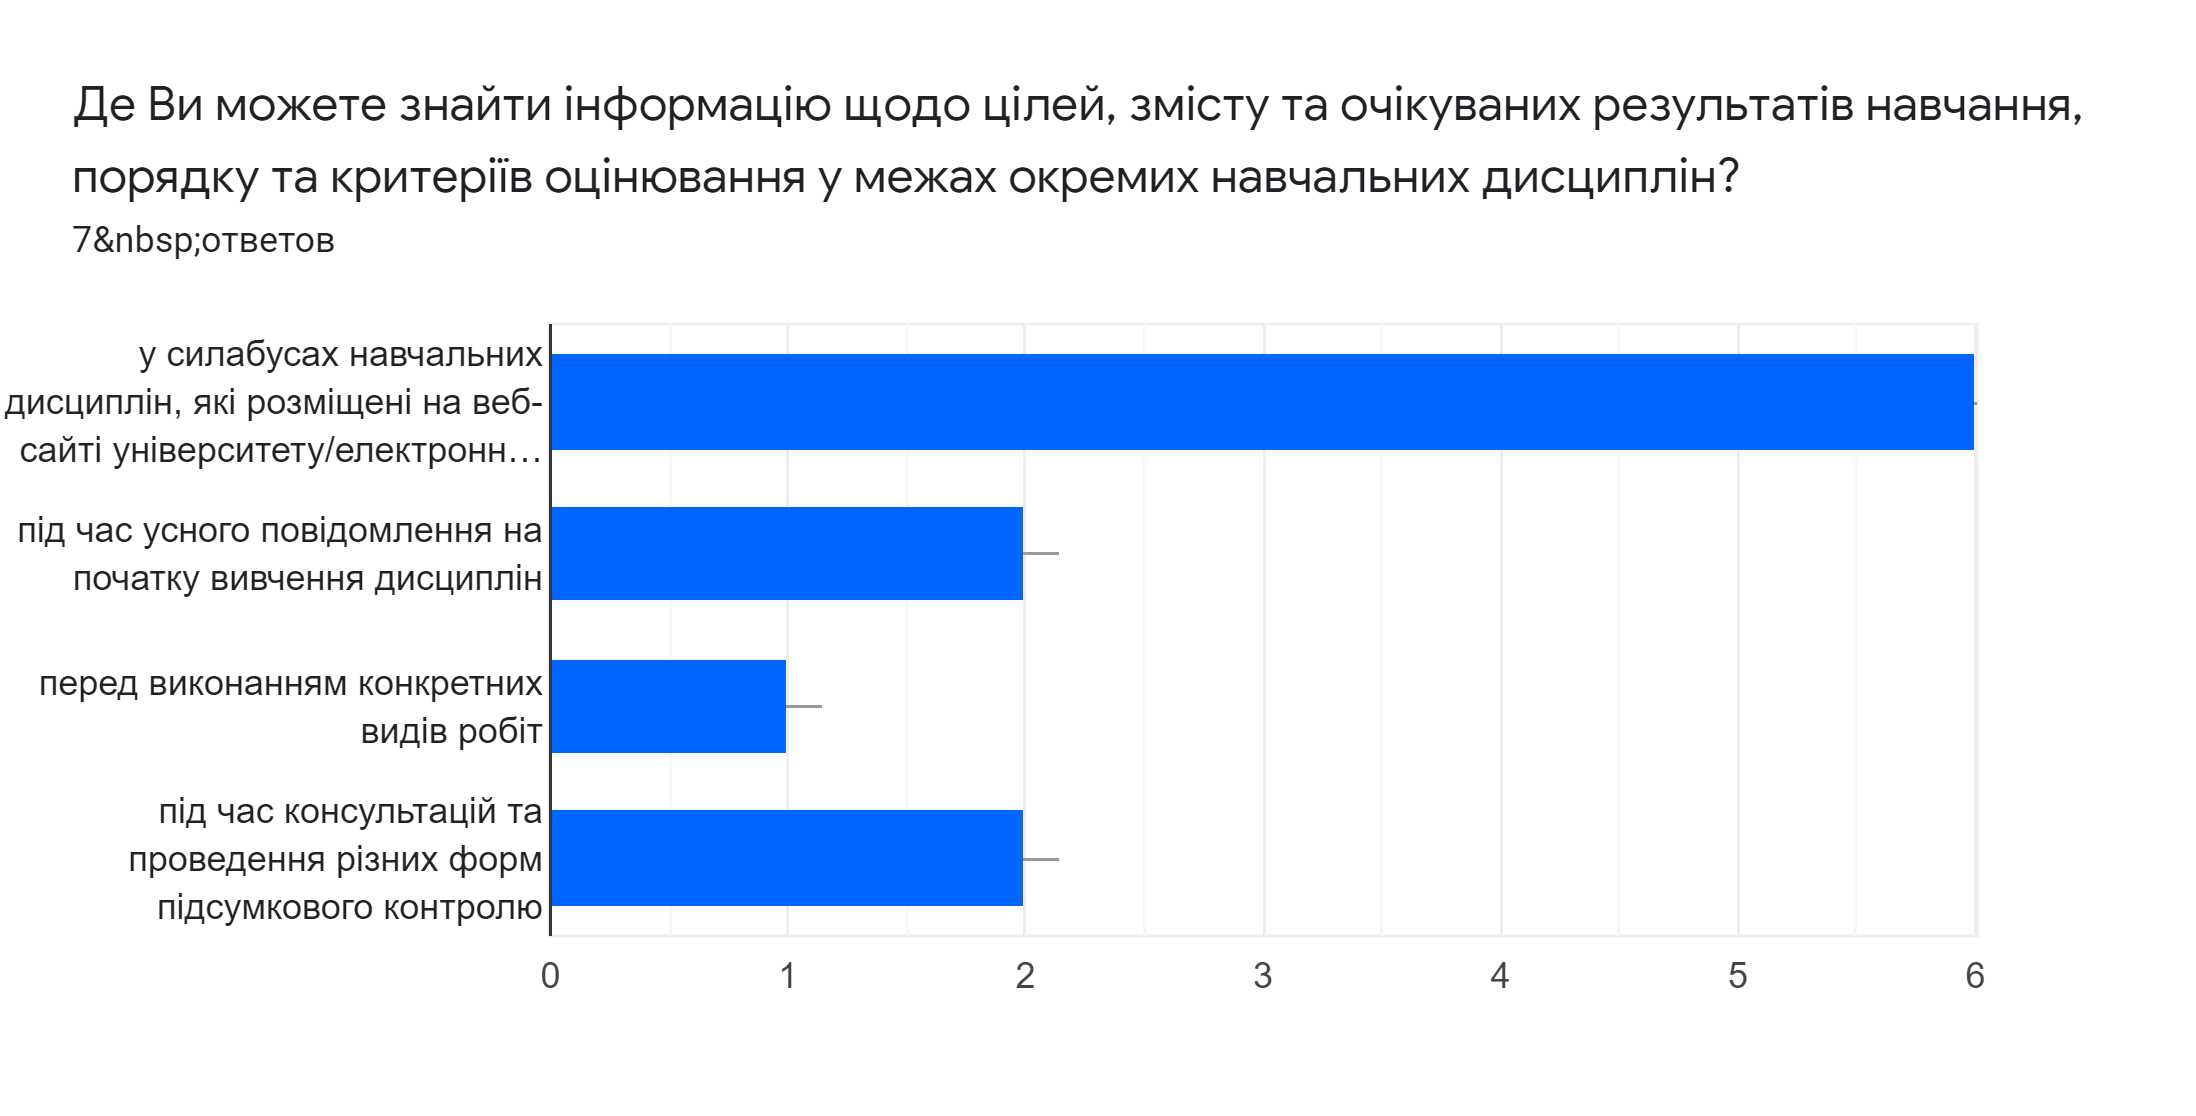 Де Ви можете знайти інформацію щодо цілей, змісту та очікуваних результатів навчання,
порядку та критеріїв оцінювання у межах окремих навчальних дисциплін?
7&nbsp;ответов
у силабусах навчальних
дисциплін, які розміщені на веб-
сайті університету/електронн…
під час усного повідомлення на
початку вивчення дисциплін
перед виконанням конкретних
видів робіт
під час консультацій та
проведення різних форм
підсумкового контролю
0 1 2 3 4 5 6